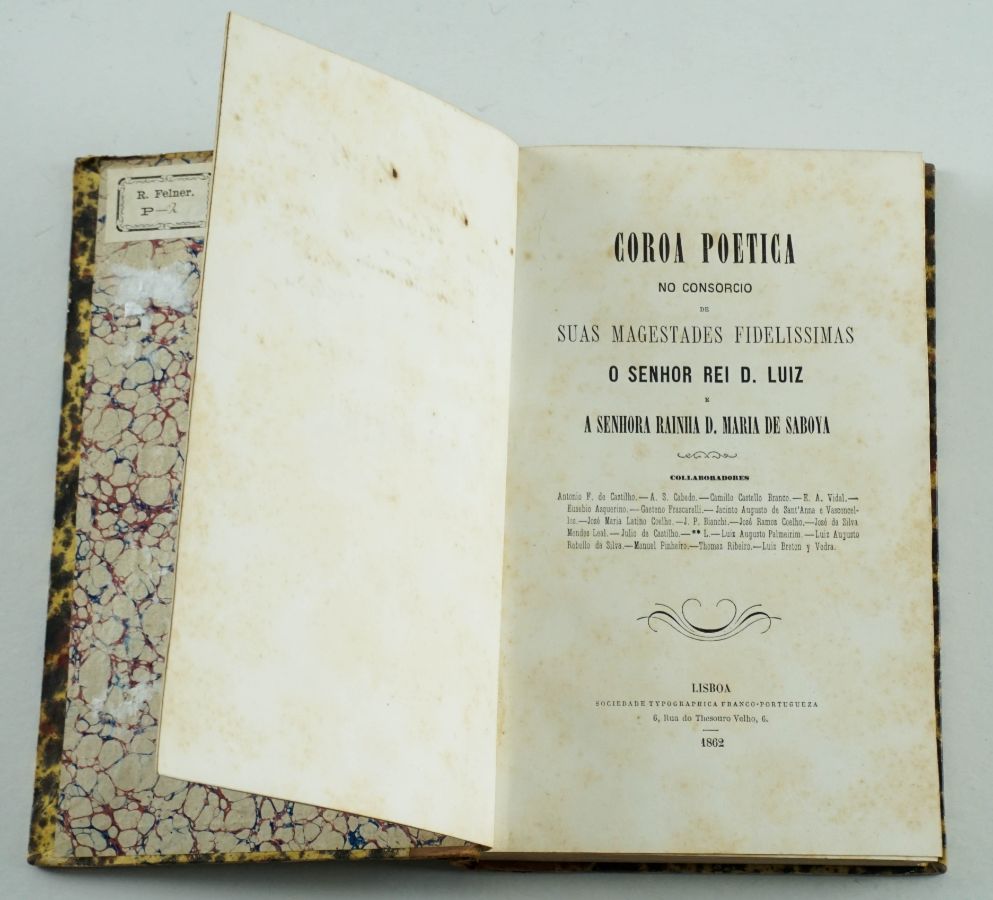 R. Felner.
P—2
COROA POETICA
NO CONSORCIO
DE
SUAS MAGESTADES FIDELISSIMAS
O SENHOR REI D. LUIZ
E
A SENHORA RAINHA D. MARIA DE SABOYA
COLLABORADORES
Antonio F. de Castilho.—A. S. Cabedo.—Camillo Castello Branco.—E. A. Vidal.—
Eusebio Asquerino.—Gaetano Frascarelli.—Jacinto Augusto de Sant'Anna e Vasconcel-
los.—José Maria Latino Coelho.—J. P. Bianchi.—José Ramos Coelho.—José da Silva
Mendes Leal.—Julio de Castilho.—** L.—Luiz Augusto Palmeirim.—Luiz Augusto
Rebello da Silva.—Manuel Pinheiro.—Thomaz Ribeiro.—Luiz Breton y Vedra.
LISBOA
SOCIEDADE TYPOGRAPHICA FRANCO-PORTUGUEZA
6, Rua do Thesouro Velho, 6.
1862